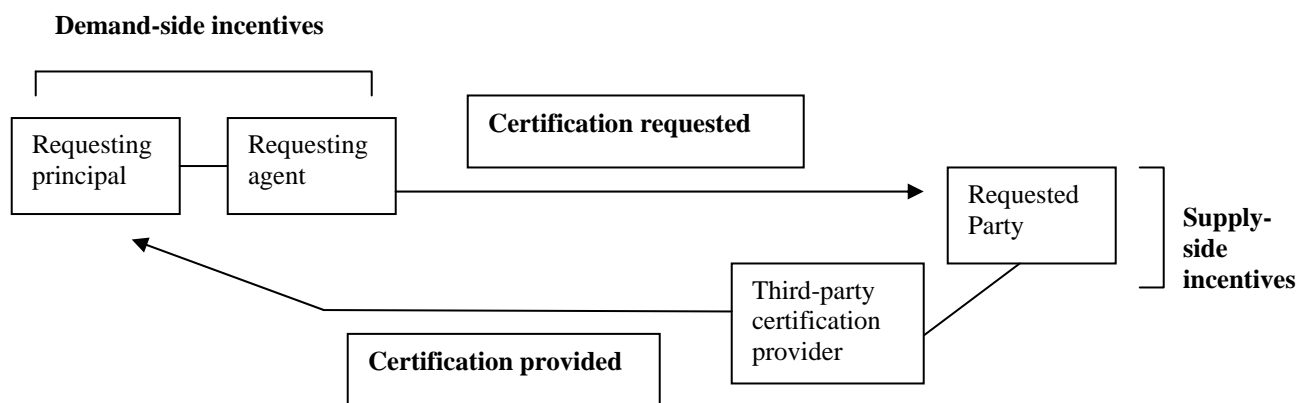 Demand-side incentives
Requesting
principal
Requesting
agent
Certification requested
Requested
Party
Supply-
side
incentives
Third-party
certification
provider
Certification provided